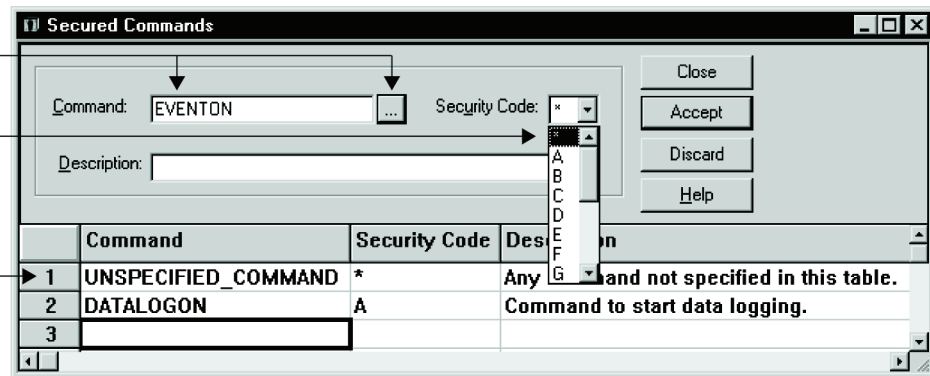 Secured Commands
Command: EVENTON ... Security Code: *
Close
Accept
Discard
Help
Description:
*
A
B
C
D
E
F
G
Command Security Code Des on
1 UNSPECIFIED_COMMAND * Any and not specified in this table.
2 DATALOGON A Command to start data logging.
3